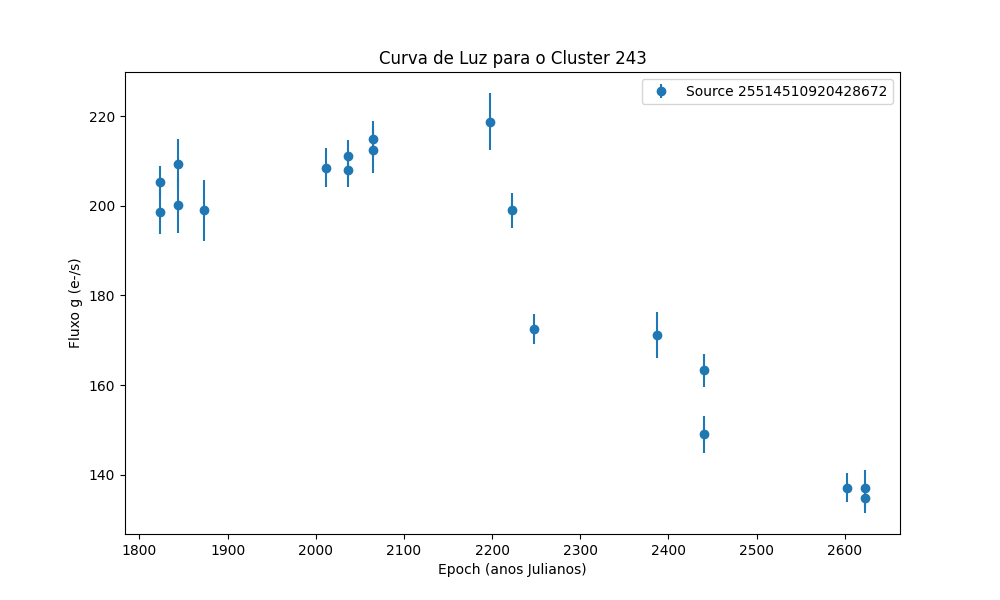 Curva de Luz para o Cluster 243
Source 25514510920428672
Fluxo g (e-/s)
220
200
180
160
140
1800 1900 2000 2100 2200 2300 2400 2500 2600
Epoch (anos Julianos)